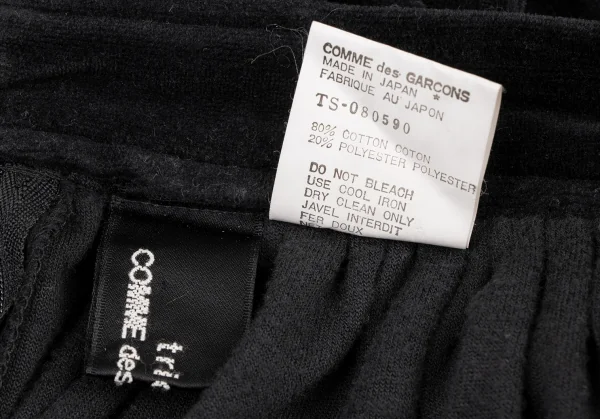 COMME des GARCONS
MADE IN JAPAN *
FABRIQUE AU JAPON
TS-080590
80% COTTON COTON
20% POLYESTER POLYESTER
DO NOT BLEACH
USE COOL IRON
DRY CLEAN ONLY
JAVEL INTERDIT
FER DOUX
tric
COMME des